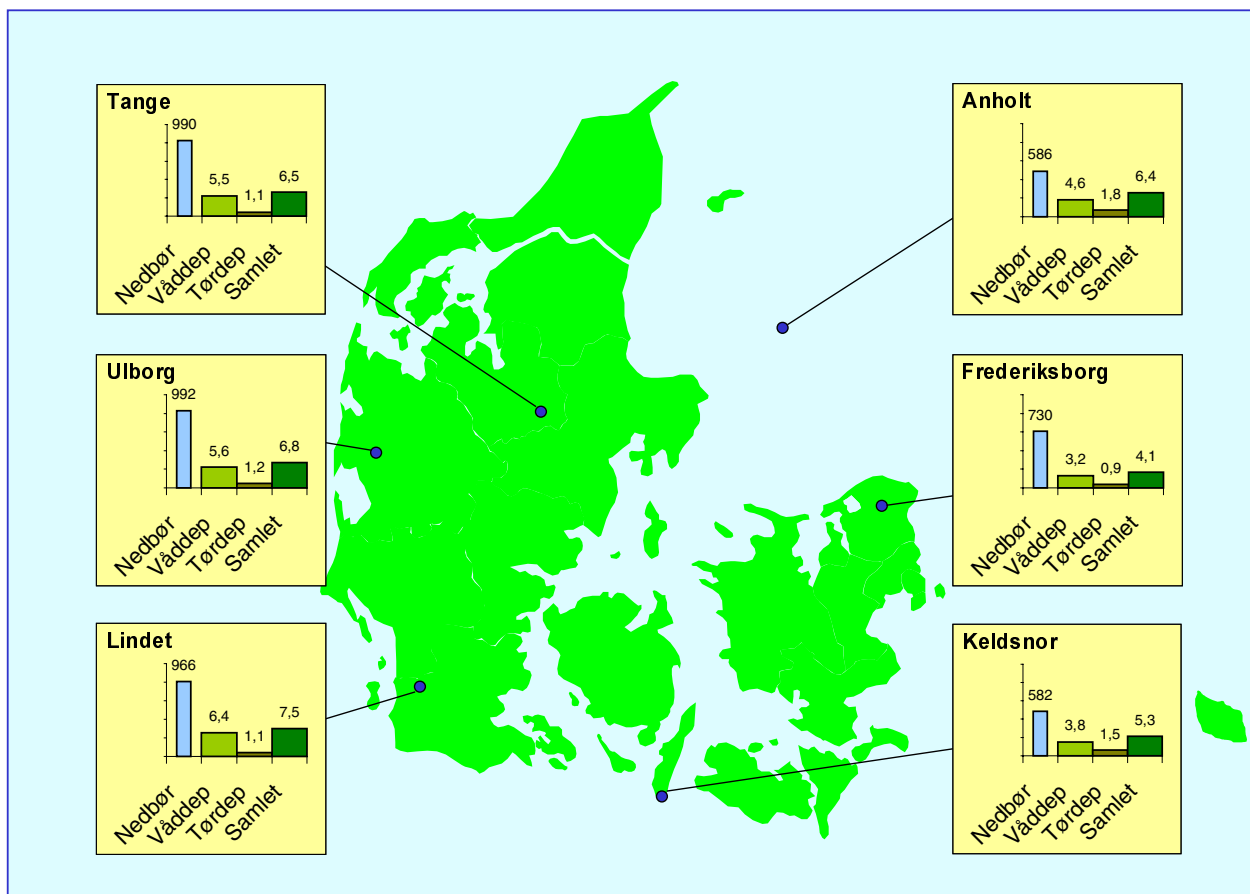 Tange
990
5,5
1,1
6,5
Nedbør
Våddep
Tørdep
Samlet
Ulborg
992
5,6
1,2
6,8
Nedbør
Våddep
Tørdep
Samlet
Lindet
966
6,4
1,1
7,5
Nedbør
Våddep
Tørdep
Samlet
Anholt
586
4,6
1,8
6,4
Nedbør
Våddep
Tørdep
Samlet
Frederiksborg
730
3,2
0,9
4,1
Nedbør
Våddep
Tørdep
Samlet
Keldsnor
582
3,8
1,5
5,3
Nedbør
Våddep
Tørdep
Samlet